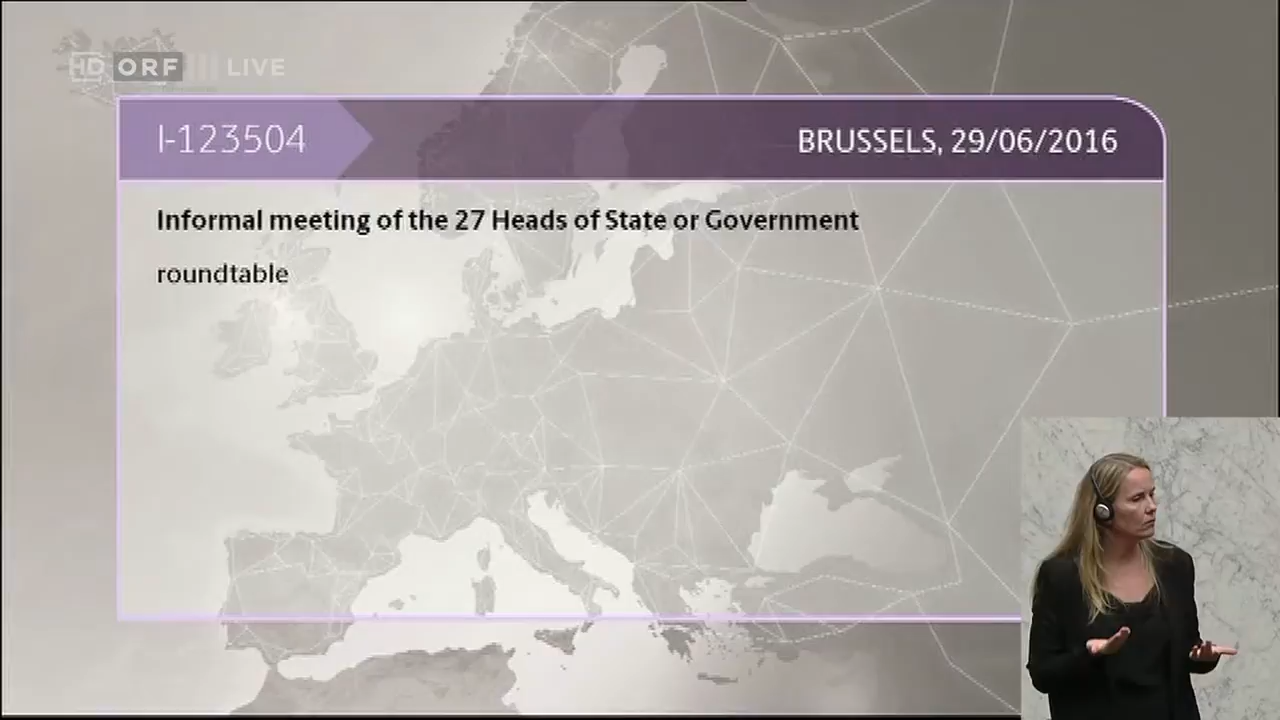 HD ORF LIVE
I-123504
BRUSSELS, 29/06/2016
Informal meeting of the 27 Heads of State or Government
roundtable